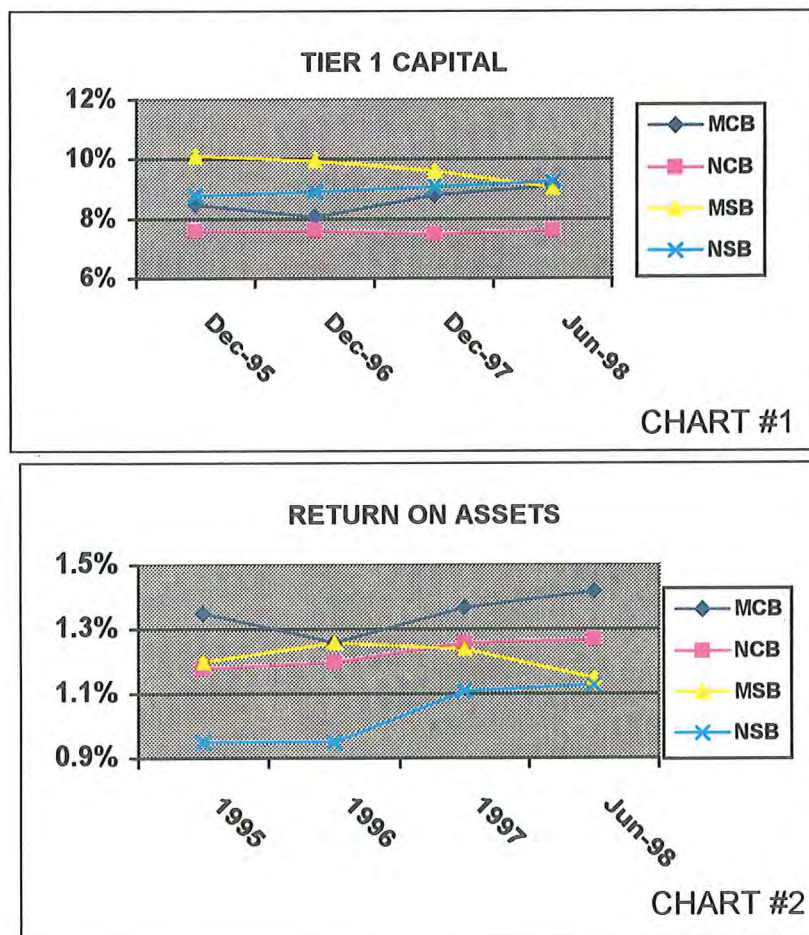 TIER 1 CAPITAL
12%
10%
8%
6%
Dec-95
Dec-96
Dec-97
Jun-98
MCB
NCB
MSB
NSB
CHART #1
RETURN ON ASSETS
1.5%
1.3%
1.1%
0.9%
1995
1996
1997
Jun-98
MCB
NCB
MSB
NSB
CHART #2